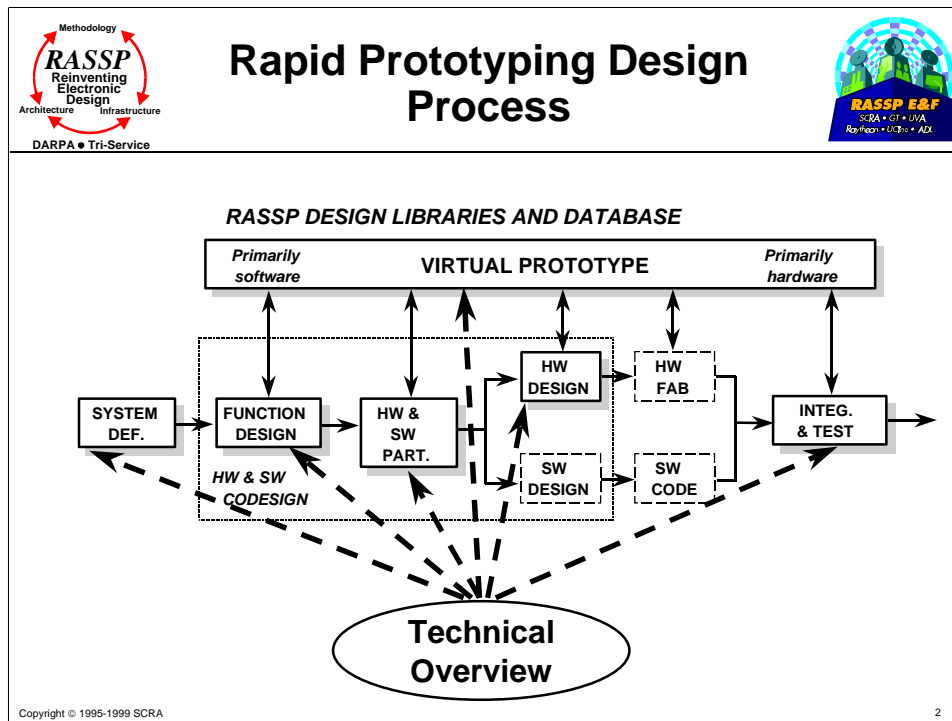 Methodology
RASSP
Reinventing
Electronic
Design
Architecture Infrastructure
DARPA ● Tri-Service
Rapid Prototyping Design
Process
RASSP E&F
SCRA • GT • UVA
Raytheon • UCinc • ADL
RASSP DESIGN LIBRARIES AND DATABASE
Primarily
software
VIRTUAL PROTOTYPE
Primarily
hardware
SYSTEM
DEF.
FUNCTION
DESIGN
HW &
SW
PART.
HW
DESIGN
HW
FAB
SW
DESIGN
SW
CODE
INTEG.
& TEST
HW & SW
CODESIGN
Technical
Overview
Copyright © 1995-1999 SCRA
2